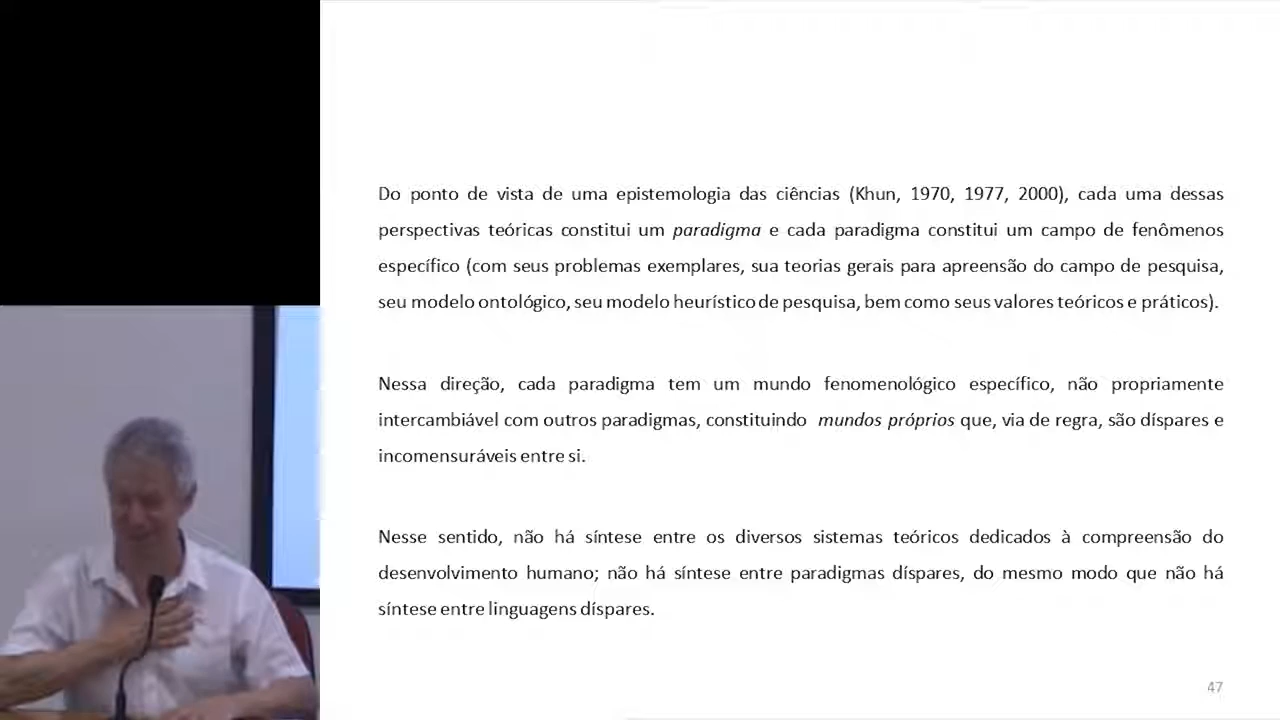 Do ponto de vista de uma epistemologia das ciências (Khun, 1970, 1977, 2000), cada uma dessas
perspectivas teóricas constitui um paradigma e cada paradigma constitui um campo de fenômenos
específico (com seus problemas exemplares, sua teorias gerais para apreensão do campo de pesquisa,
seu modelo ontológico, seu modelo heurístico de pesquisa, bem como seus valores teóricos e práticos).
Nessa direção, cada paradigma tem um mundo fenomenológico específico, não propriamente
intercambiável com outros paradigmas, constituindo mundos próprios que, via de regra, são díspares e
incomensuráveis entre si.
Nesse sentido, não há síntese entre os diversos sistemas teóricos dedicados à compreensão do
desenvolvimento humano; não há síntese entre paradigmas díspares, do mesmo modo que não há
síntese entre linguagens díspares.
47